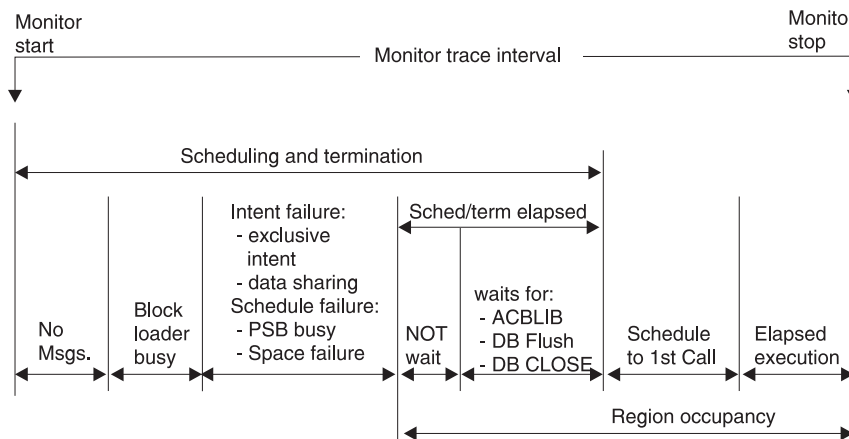 Monitor
start
Monitor trace interval
Monito
stop
Scheduling and termination
Intent failure:
- exclusive
intent
- data sharing
Schedule failure:
- PSB busy
- Space failure
Sched/term elapsed
No
Msgs.
Block
loader
busy
NOT
wait
waits for:
- ACBLIB
- DB Flush
- DB CLOSE
Schedule
to 1st Call
Elapsed
execution
Region occupancy